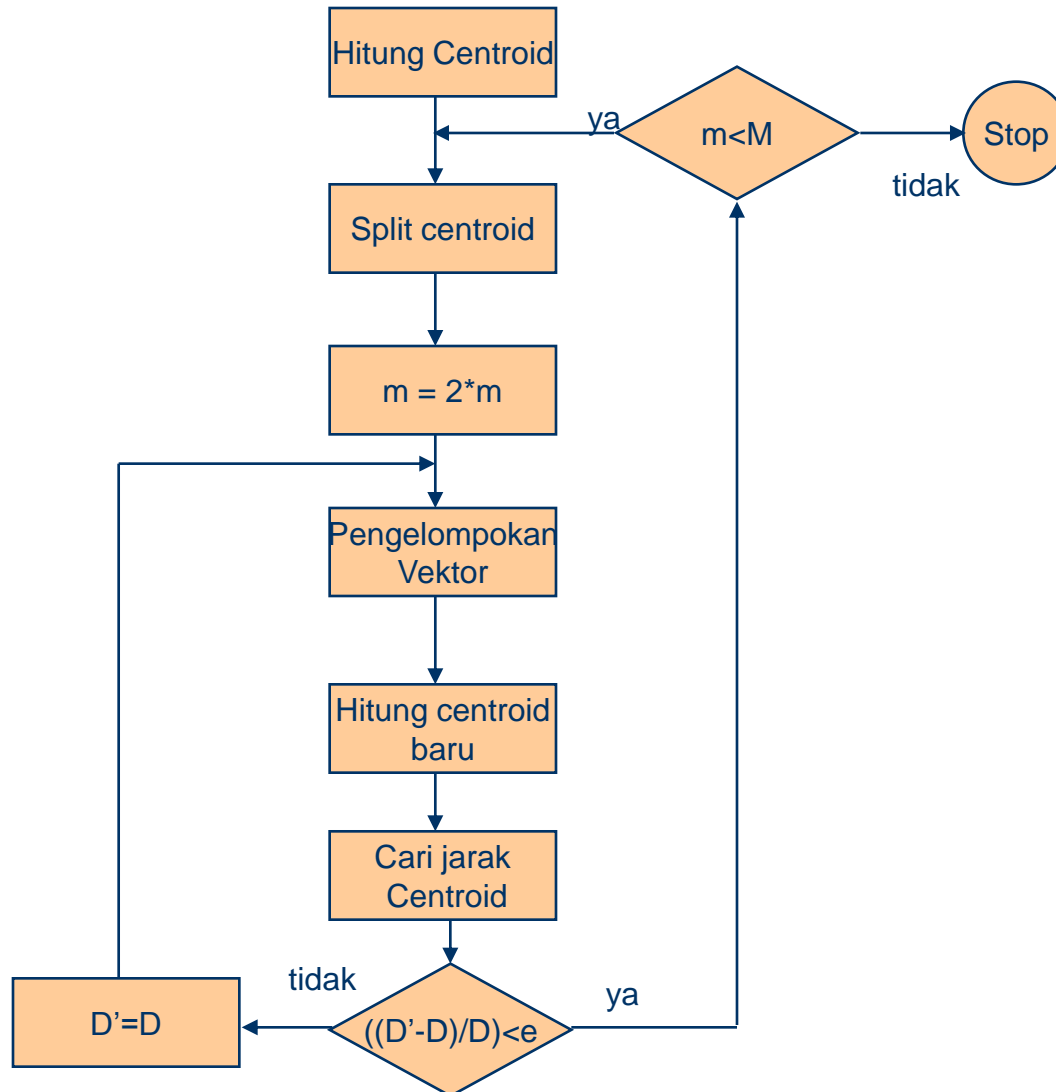 Hitung Centroid
ya
m<M
Stop
tidak
Split centroid
m = 2*m
Pengelompokan
Vektor
Hitung centroid
baru
Cari jarak
Centroid
tidak
ya
D’=D
((D’-D)/D)<e